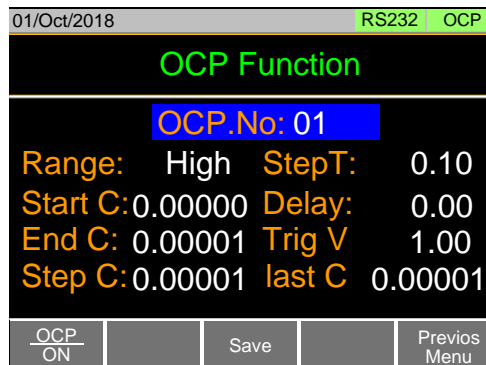 01/Oct/2018 RS232 OCP
OCP Function
OCP.No: 01
Range: High StepT: 0.10
Start C: 0.00000 Delay: 0.00
End C: 0.00001 Trig V 1.00
Step C: 0.00001 last C 0.00001
OCP
ON
Save
Previos
Menu